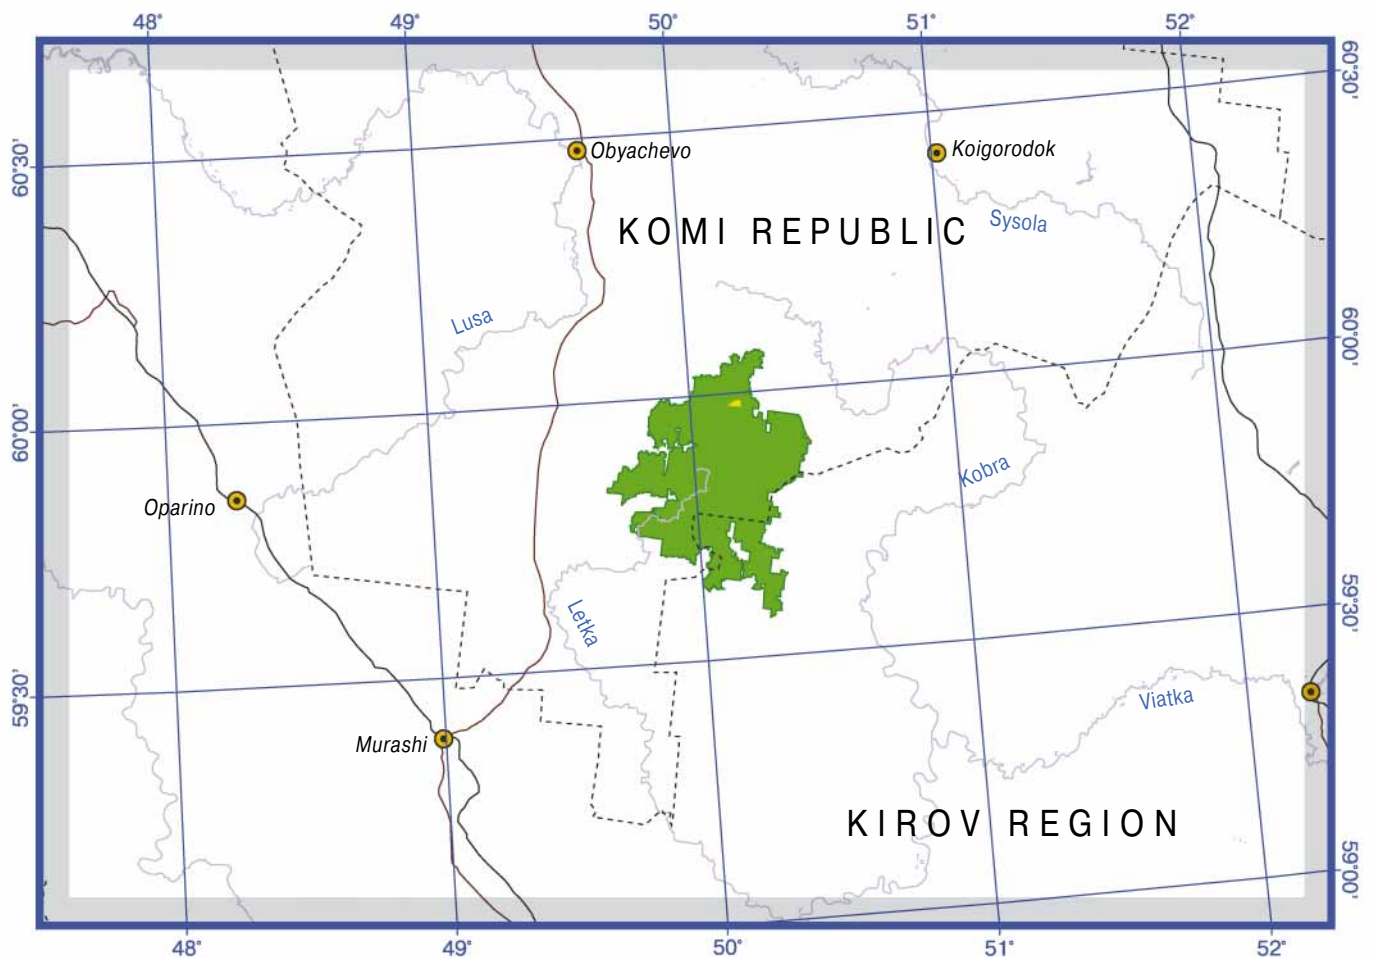 48° 49° 50° 51° 52°
60°30'
60°30'
Obyachevo
Koigorodok
KOMI REPUBLIC
Sysola
Lusa
60°00'
60°00'
Kobra
Oparino
59°30'
Letka
59°30'
Viatka
Murashi
KIROV REGION
59°00'
48° 49° 50° 51° 52°